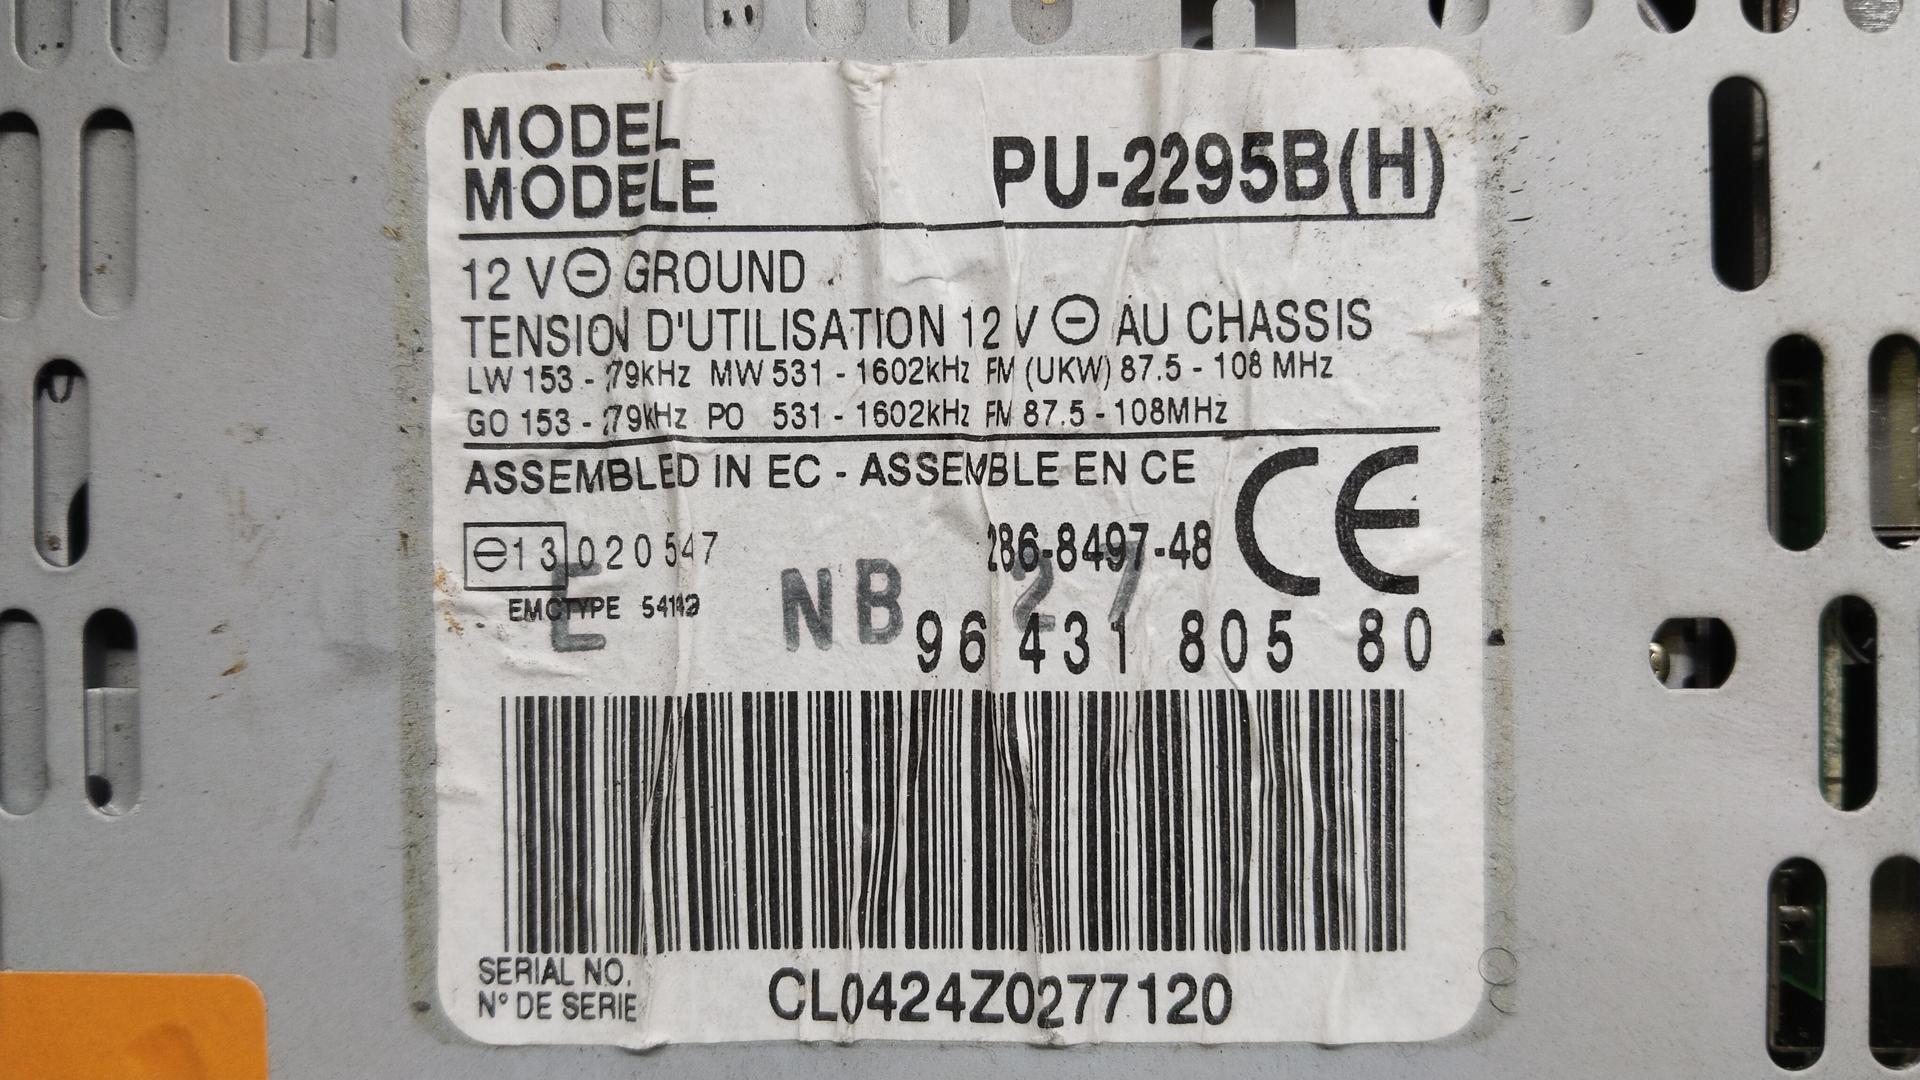 MODEL
MODELE
PU-2295B(H)
12 V⊖ GROUND
TENSION D'UTILISATION 12 V ⊖ AU CHASSIS
LW 153 - 279kHz MW 531 - 1602kHz FM (UKW) 87.5 - 108 MHz
GO 153 - 279kHz PO 531 - 1602kHz FM 87.5 - 108MHz
ASSEMBLED IN EC - ASSEMBLE EN CE
CE
e13 020547
286-8497-48
E NB 27
EMCTYPE
96 431 805 80
SERIAL NO.
N° DE SERIE
CL0424Z0277120